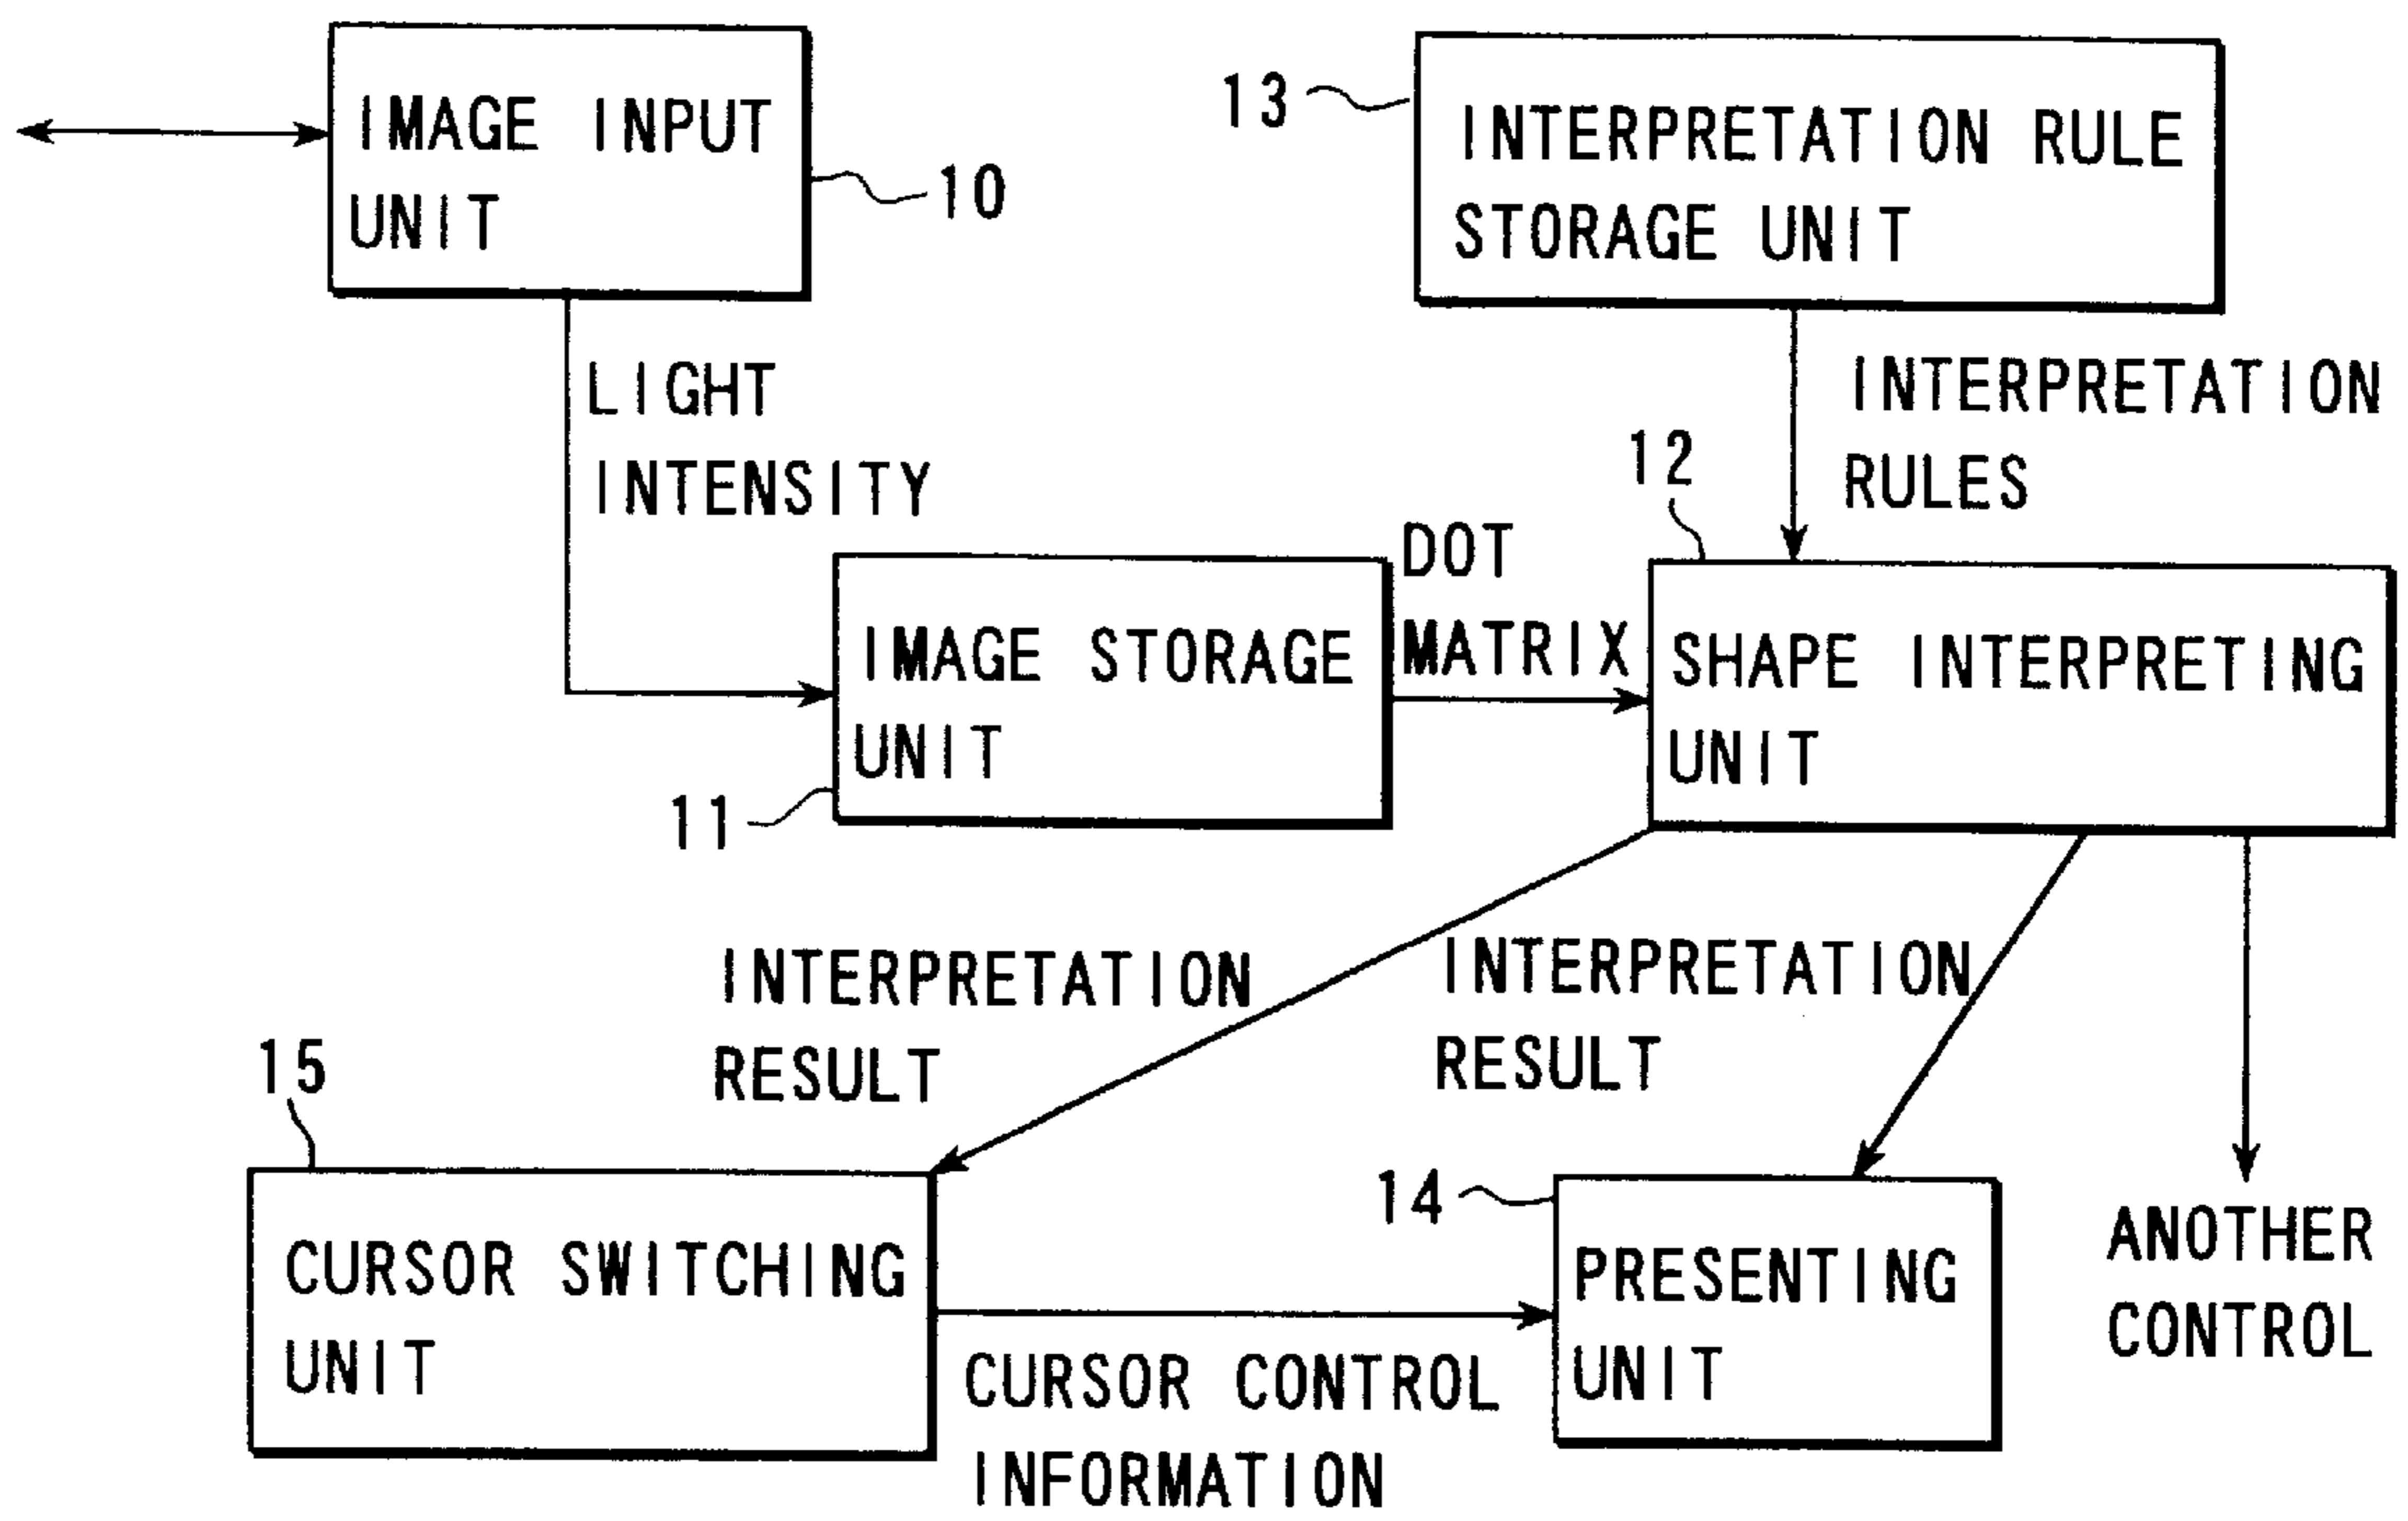 IMAGE INPUT
UNIT
10
13
INTERPRETATION RULE
STORAGE UNIT
LIGHT
INTENSITY
INTERPRETATION
RULES
12
DOT
MATRIX
IMAGE STORAGE
UNIT
11
SHAPE INTERPRETING
UNIT
INTERPRETATION
RESULT
INTERPRETATION
RESULT
15
CURSOR SWITCHING
UNIT
CURSOR CONTROL
INFORMATION
14
PRESENTING
UNIT
ANOTHER
CONTROL